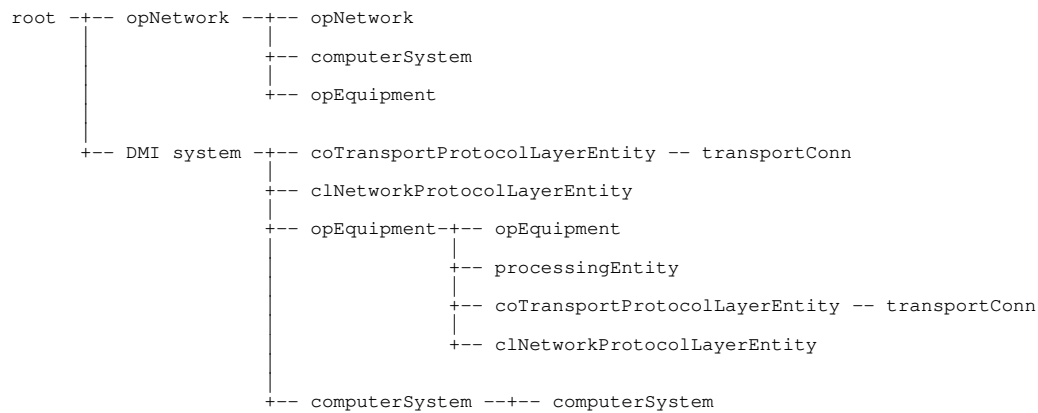 root -+-- opNetwork --+-- opNetwork
+-- computerSystem
+-- opEquipment
+-- DMI system -+-- coTransportProtocolLayerEntity -- transportConn
+-- clNetworkProtocolLayerEntity
+-- opEquipment-+-- opEquipment
+-- processingEntity
+-- coTransportProtocolLayerEntity -- transportConn
+-- clNetworkProtocolLayerEntity
+-- computerSystem --+-- computerSystem